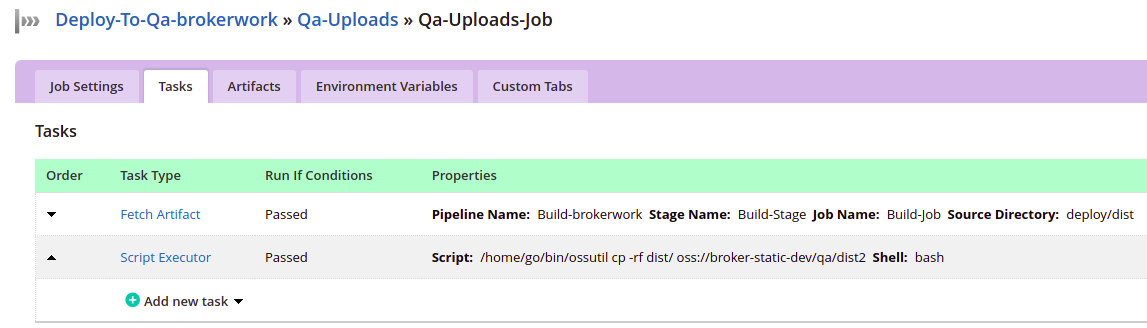 Deploy-To-Qa-brokerwork » Qa-Uploads » Qa-Uploads-Job
Job Settings Tasks Artifacts Environment Variables Custom Tabs
Tasks
Order Task Type Run If Conditions Properties
Fetch Artifact Passed Pipeline Name: Build-brokerwork Stage Name: Build-Stage Job Name: Build-Job Source Directory: deploy/dist
Script Executor Passed Script: /home/go/bin/ossutil cp -rf dist/ oss://broker-static-dev/qa/dist2 Shell: bash
Add new task